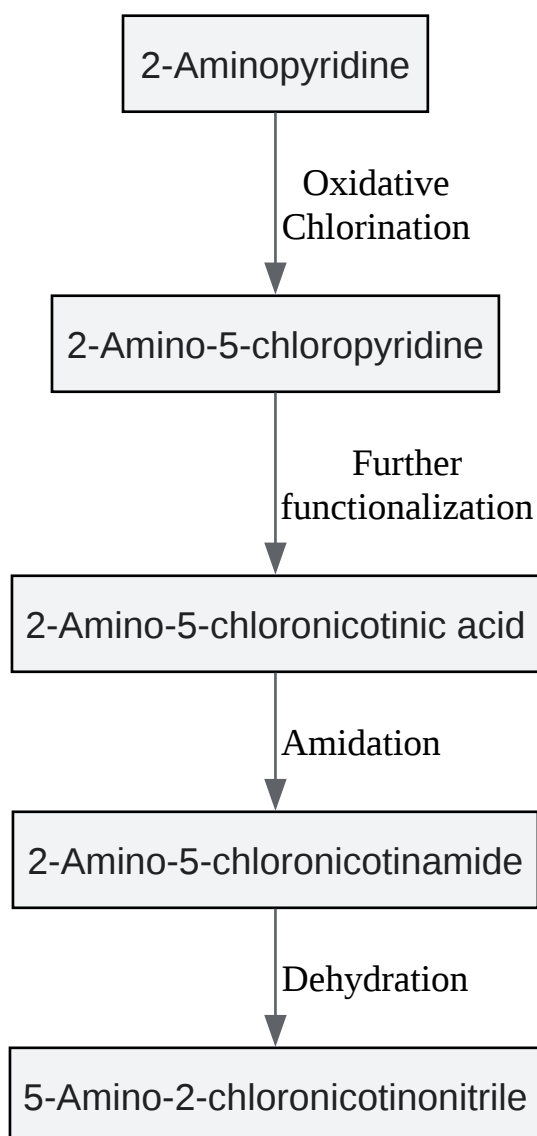 2-Aminopyridine
Oxidative
Chlorination
2-Amino-5-chloropyridine
Further
functionalization
2-Amino-5-chloronicotinic acid
Amidation
2-Amino-5-chloronicotinamide
Dehydration
5-Amino-2-chloronicotinonitrile